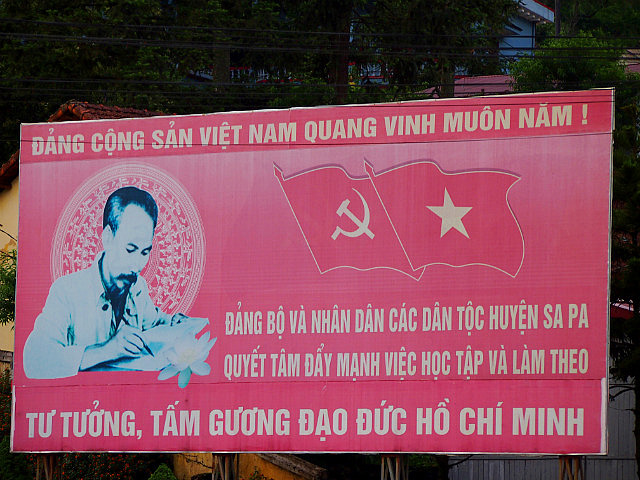 ĐẢNG CỘNG SẢN VIỆT NAM QUANG VINH MUÔN NĂM !
ĐẢNG BỘ VÀ NHÂN DÂN CÁC DÂN TỘC HUYỆN SA PA
QUYẾT TÂM ĐẨY MẠNH VIỆC HỌC TẬP VÀ LÀM THEO
TƯ TƯỞNG, TẤM GƯƠNG ĐẠO ĐỨC HỒ CHÍ MINH